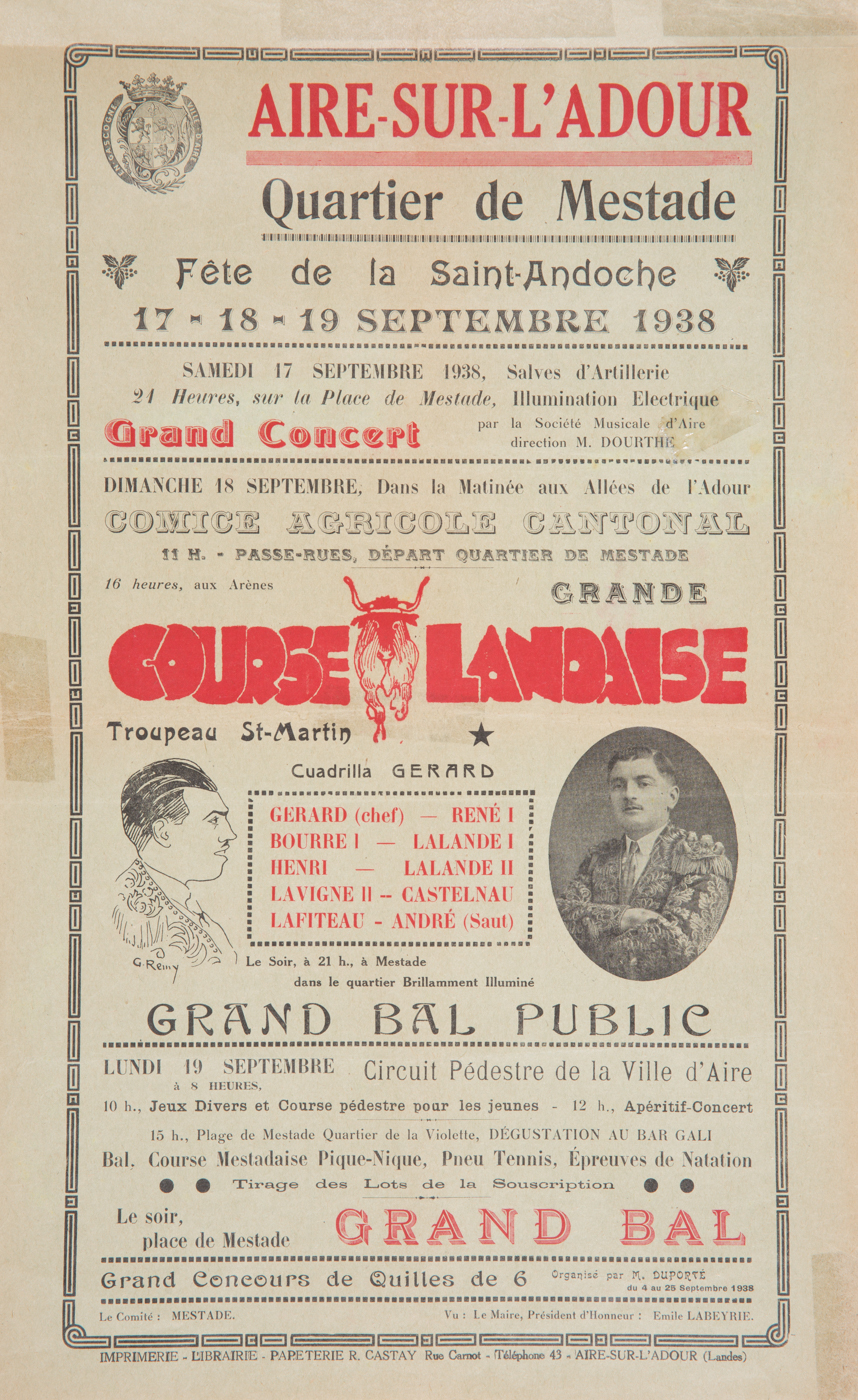 EN GASCOGNE
VILLE D'AIRE
AIRE-SUR-L'ADOUR
Quartier de Mestade
Fête de la Saint-Andoche
17 - 18 - 19 SEPTEMBRE 1938
SAMEDI 17 SEPTEMBRE 1938, Salves d'Artillerie
21 Heures, sur la Place de Mestade, Illumination Electrique
Grand Concert par la Société Musicale d'Aire
direction M. DOURTHE
DIMANCHE 18 SEPTEMBRE, Dans la Matinée aux Allées de l'Adour
COMICE AGRICOLE CANTONAL
11 H. - PASSE-RUES, DÉPART QUARTIER DE MESTADE
16 heures, aux Arènes
GRANDE
COURSE LANDAISE
Troupeau St-Martin
Cuadrilla GERARD
GERARD (chef) — RENÉ I
BOURRE I — LALANDE I
HENRI — LALANDE II
LAVIGNE II -- CASTELNAU
LAFITEAU - ANDRÉ (Saut)
G. Remy
Le Soir, à 21 h., à Mestade
dans le quartier Brillamment Illuminé
GRAND BAL PUBLIC
LUNDI 19 SEPTEMBRE Circuit Pédestre de la Ville d'Aire
à 8 HEURES,
10 h., Jeux Divers et Course pédestre pour les jeunes - 12 h., Apéritif-Concert
15 h., Plage de Mestade Quartier de la Violette, DÉGUSTATION AU BAR GALI
Bal, Course Mestadaise Pique-Nique, Pneu Tennis, Épreuves de Natation
Tirage des Lots de la Souscription
Le soir,
place de Mestade
GRAND BAL
Grand Concours de Quilles de 6 Organisé par M. DUPORTÉ
du 4 au 25 Septembre 1938
Le Comité : MESTADE. Vu : Le Maire, Président d'Honneur : Emile LABEYRIE.
IMPRIMERIE - LIBRAIRIE - PAPETERIE R. CASTAY Rue Carnot - Téléphone 43 - AIRE-SUR-L'ADOUR (Landes)